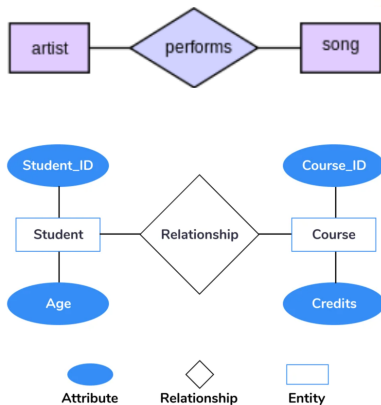 artist performs song
Student_ID Course_ID
Student Relationship Course
Age Credits
Attribute Relationship Entity